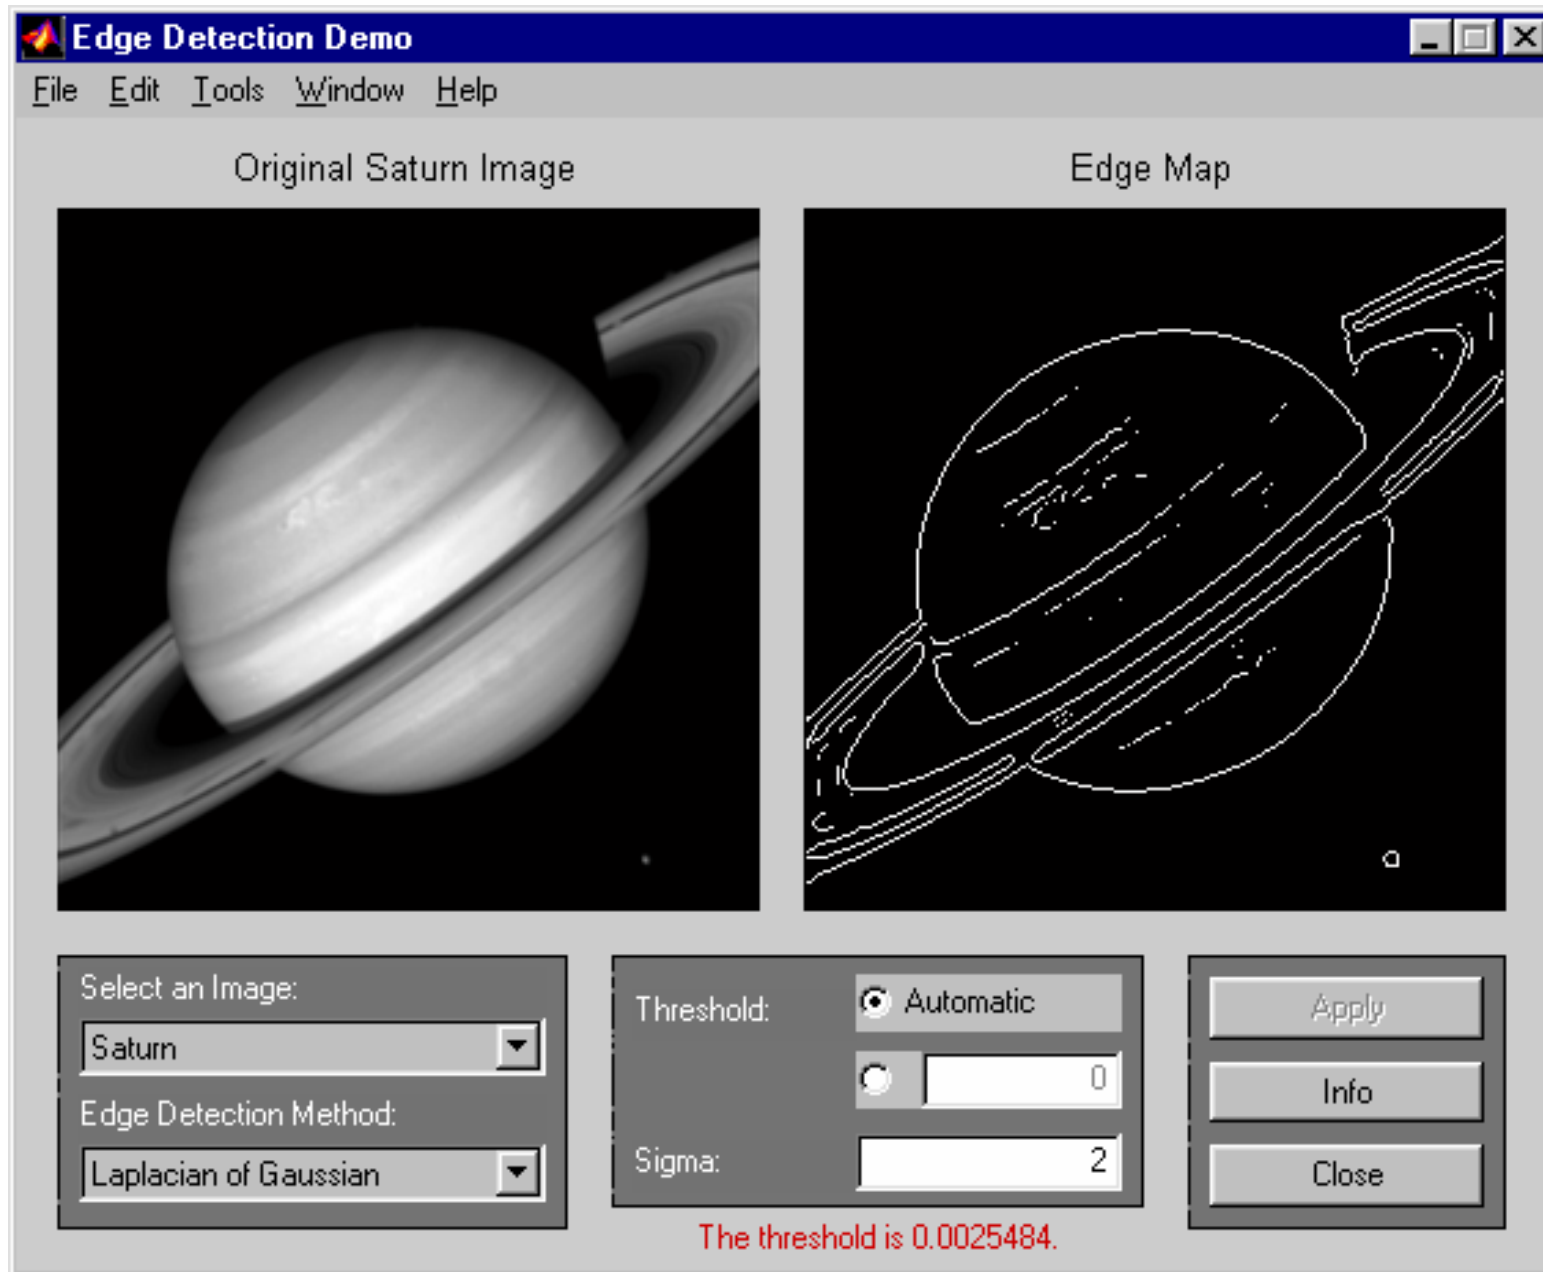 Edge Detection Demo
File Edit Tools Window Help
Original Saturn Image
Edge Map
Select an Image:
Saturn
Edge Detection Method:
Laplacian of Gaussian
Threshold:
Automatic
0
Sigma:
2
The threshold is 0.0025484.
Apply
Info
Close